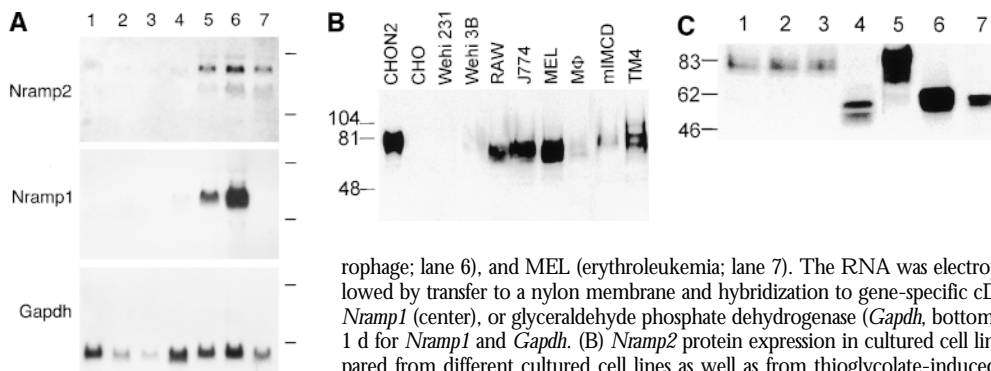 A
1 2 3 4 5 6 7
Nramp2
Nramp1
Gapdh
B
CHON2 CHO Wehi 231 Wehi 3B RAW J774 MEL MΦ mIMCD TM4
104
81
48
C
1 2 3 4 5 6 7
83
62
46
rophage; lane 6), and MEL (erythroleukemia; lane 7). The RNA was electrop
lowed by transfer to a nylon membrane and hybridization to gene-specific cD
Nramp1 (center), or glyceraldehyde phosphate dehydrogenase (Gapdh, bottom
1 d for Nramp1 and Gapdh. (B) Nramp2 protein expression in cultured cell lin
pared from different cultured cell lines as well as from thioglycolate-induced